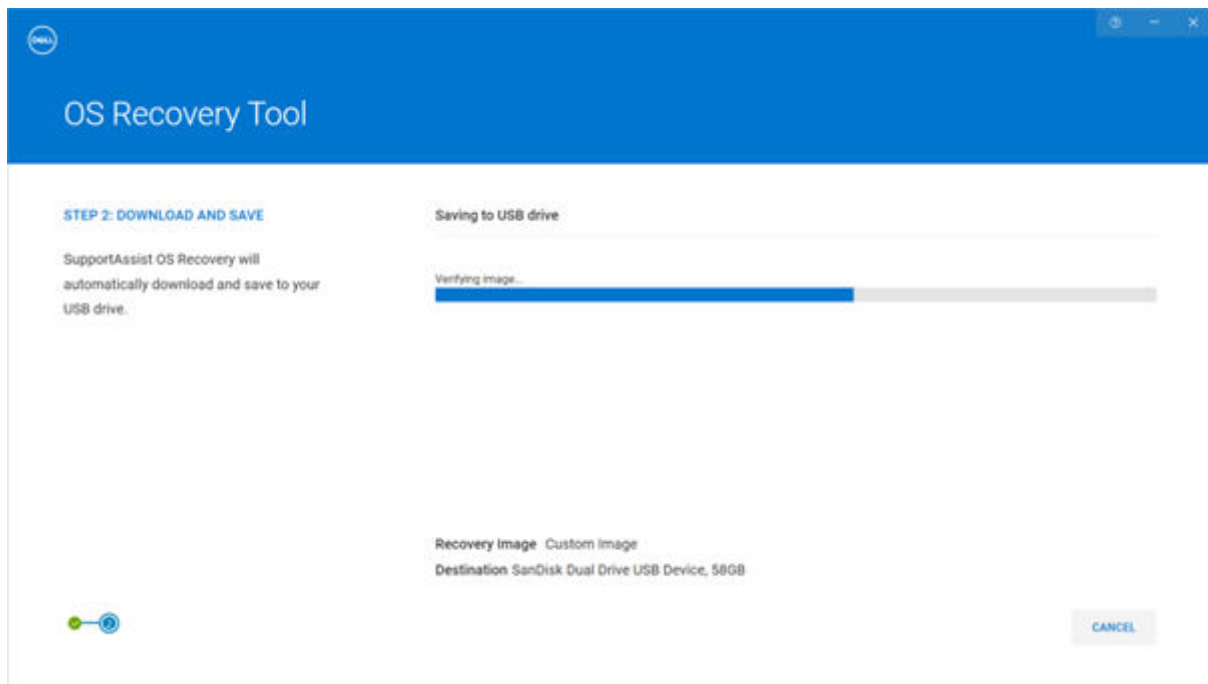 DELL
OS Recovery Tool
STEP 2: DOWNLOAD AND SAVE
SupportAssist OS Recovery will
automatically download and save to your
USB drive.
Saving to USB drive
Verifying image...
Recovery Image Custom Image
Destination SanDisk Dual Drive USB Device, 58GB
2
CANCEL